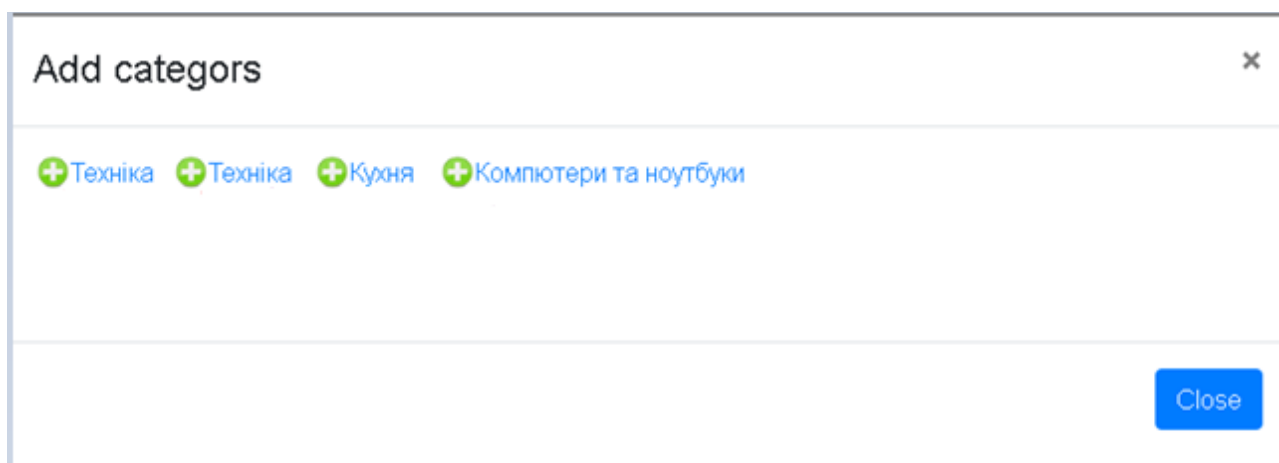 Add categors ×
Техніка Техніка Кухня Компютери та ноутбуки
Close